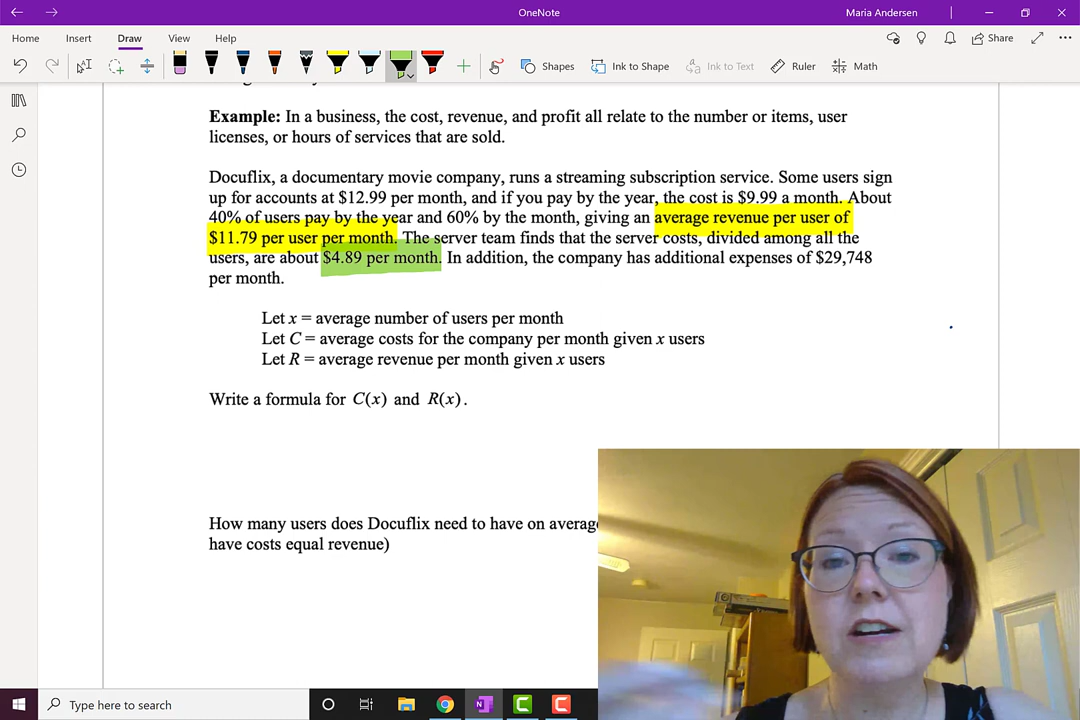 OneNote
Maria Andersen
Home Insert Draw View Help
Share
Shapes Ink to Shape Ink to Text Ruler Math
Example: In a business, the cost, revenue, and profit all relate to the number or items, user
licenses, or hours of services that are sold.
Docuflix, a documentary movie company, runs a streaming subscription service. Some users sign
up for accounts at $12.99 per month, and if you pay by the year, the cost is $9.99 a month. About
40% of users pay by the year and 60% by the month, giving an average revenue per user of
$11.79 per user per month. The server team finds that the server costs, divided among all the
users, are about $4.89 per month. In addition, the company has additional expenses of $29,748
per month.
Let x = average number of users per month
Let C = average costs for the company per month given x users
Let R = average revenue per month given x users
Write a formula for C(x) and R(x).
How many users does Docuflix need to have on average
have costs equal revenue)
Type here to search